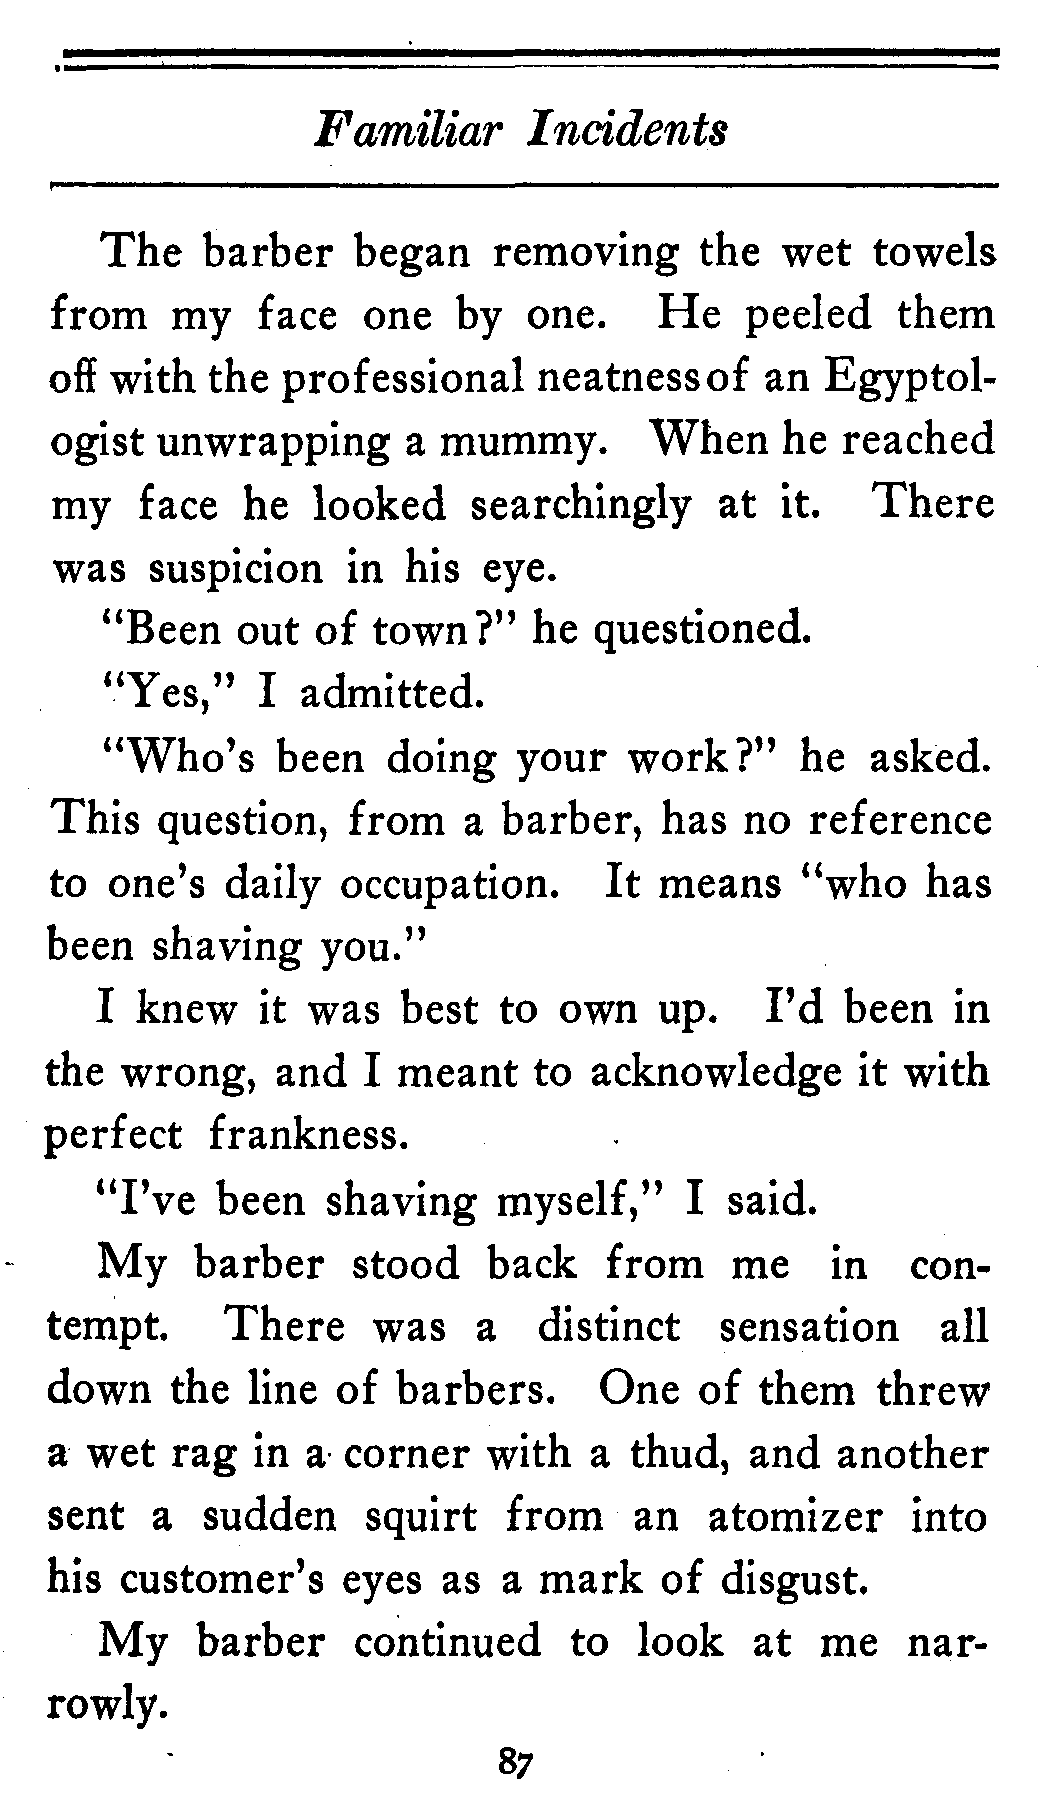 Familiar Incidents
The barber began removing the wet towels
from my face one by one. He peeled them
off with the professional neatness of an Egyptol-
ogist unwrapping a mummy. When he reached
my face he looked searchingly at it. There
was suspicion in his eye.
"Been out of town?" he questioned.
"Yes," I admitted.
"Who's been doing your work?" he asked.
This question, from a barber, has no reference
to one's daily occupation. It means "who has
been shaving you."
I knew it was best to own up. I'd been in
the wrong, and I meant to acknowledge it with
perfect frankness.
"I've been shaving myself," I said.
My barber stood back from me in con-
tempt. There was a distinct sensation all
down the line of barbers. One of them threw
a wet rag in a corner with a thud, and another
sent a sudden squirt from an atomizer into
his customer's eyes as a mark of disgust.
My barber continued to look at me nar-
rowly.
87